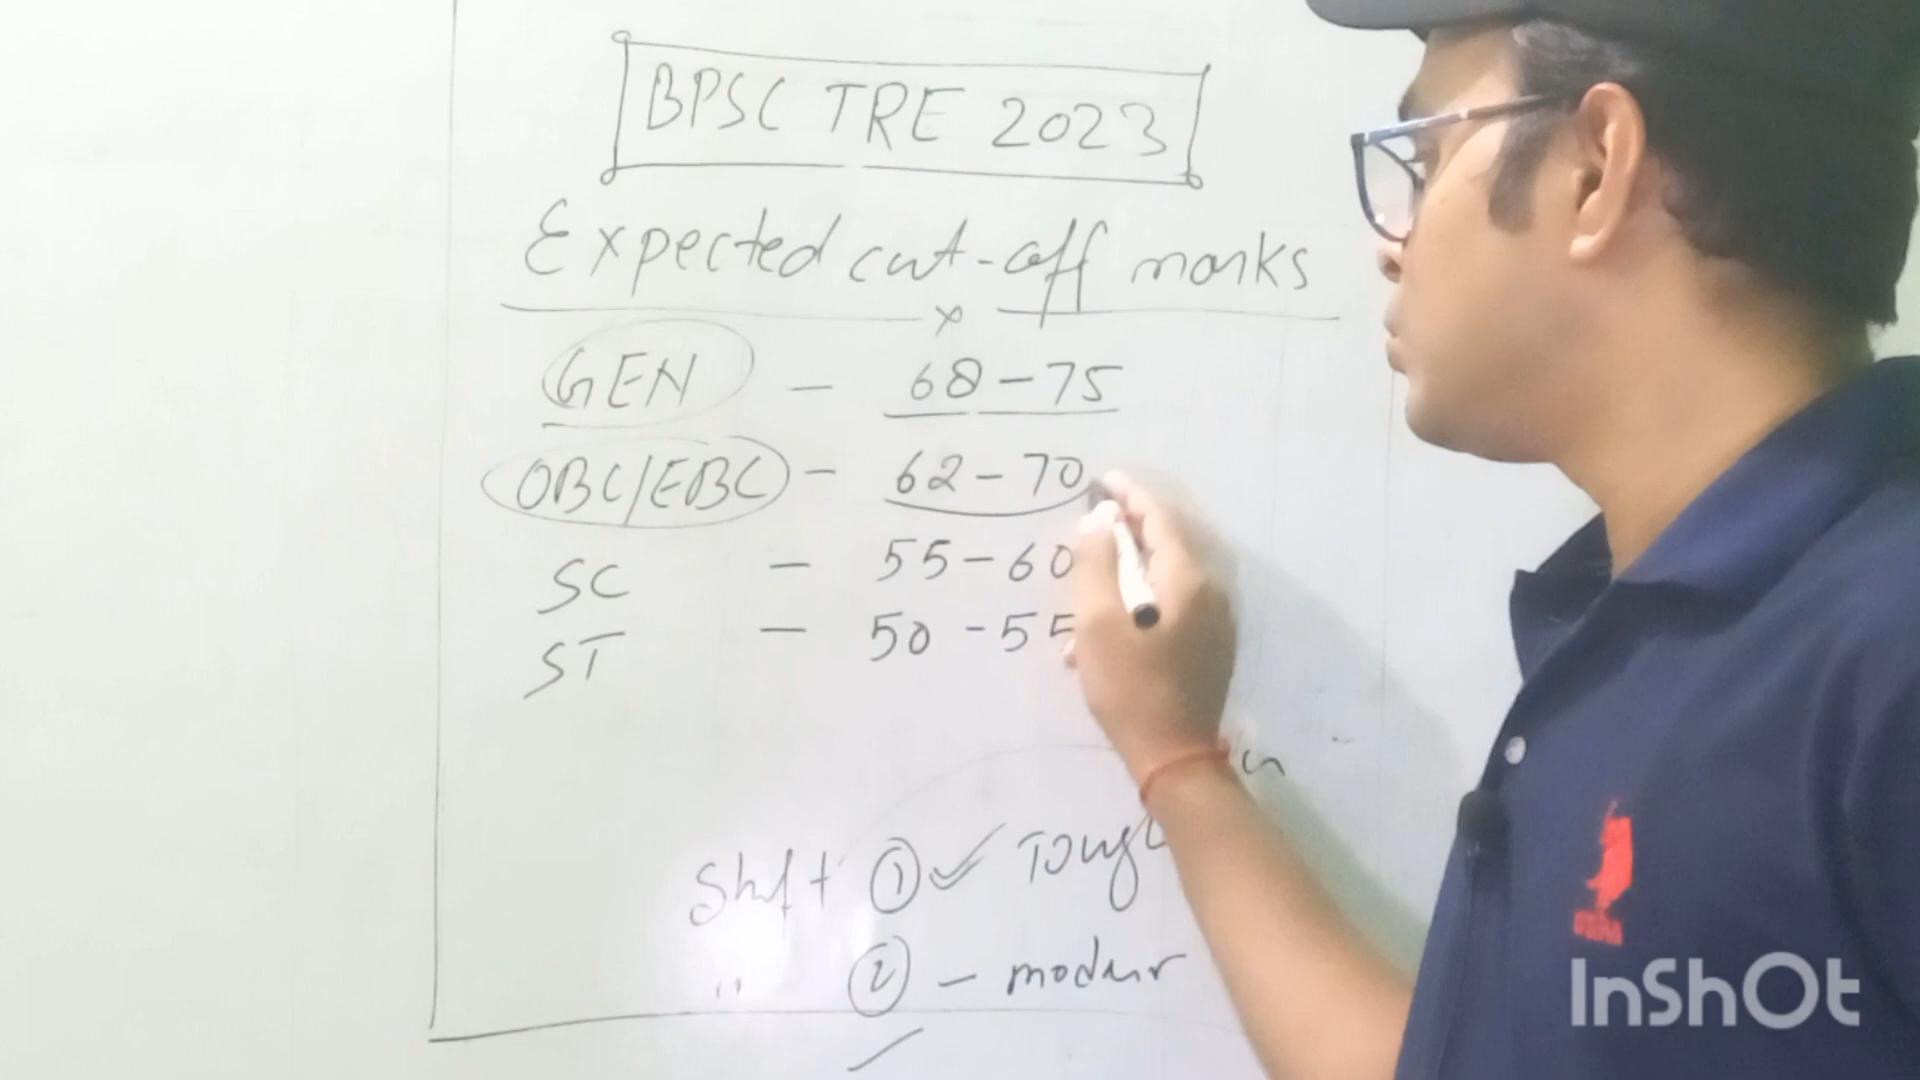 BPSC TRE 2023
Expected cut-off marks
x
GEN - 68-75
OBC/EBC - 62-70
SC - 55-60
ST - 50-55
Shift ① ✓ Tough
" ② -
InShOt